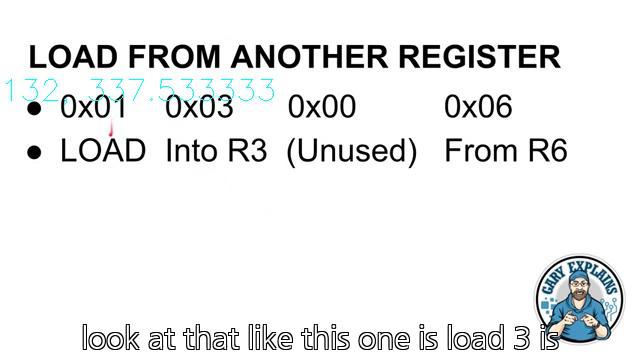 LOAD FROM ANOTHER REGISTER
132, 337.533333
● 0x01 0x03 0x00 0x06
● LOAD Into R3 (Unused) From R6
GARY EXPLAINS
look at that like this one is load 3 is